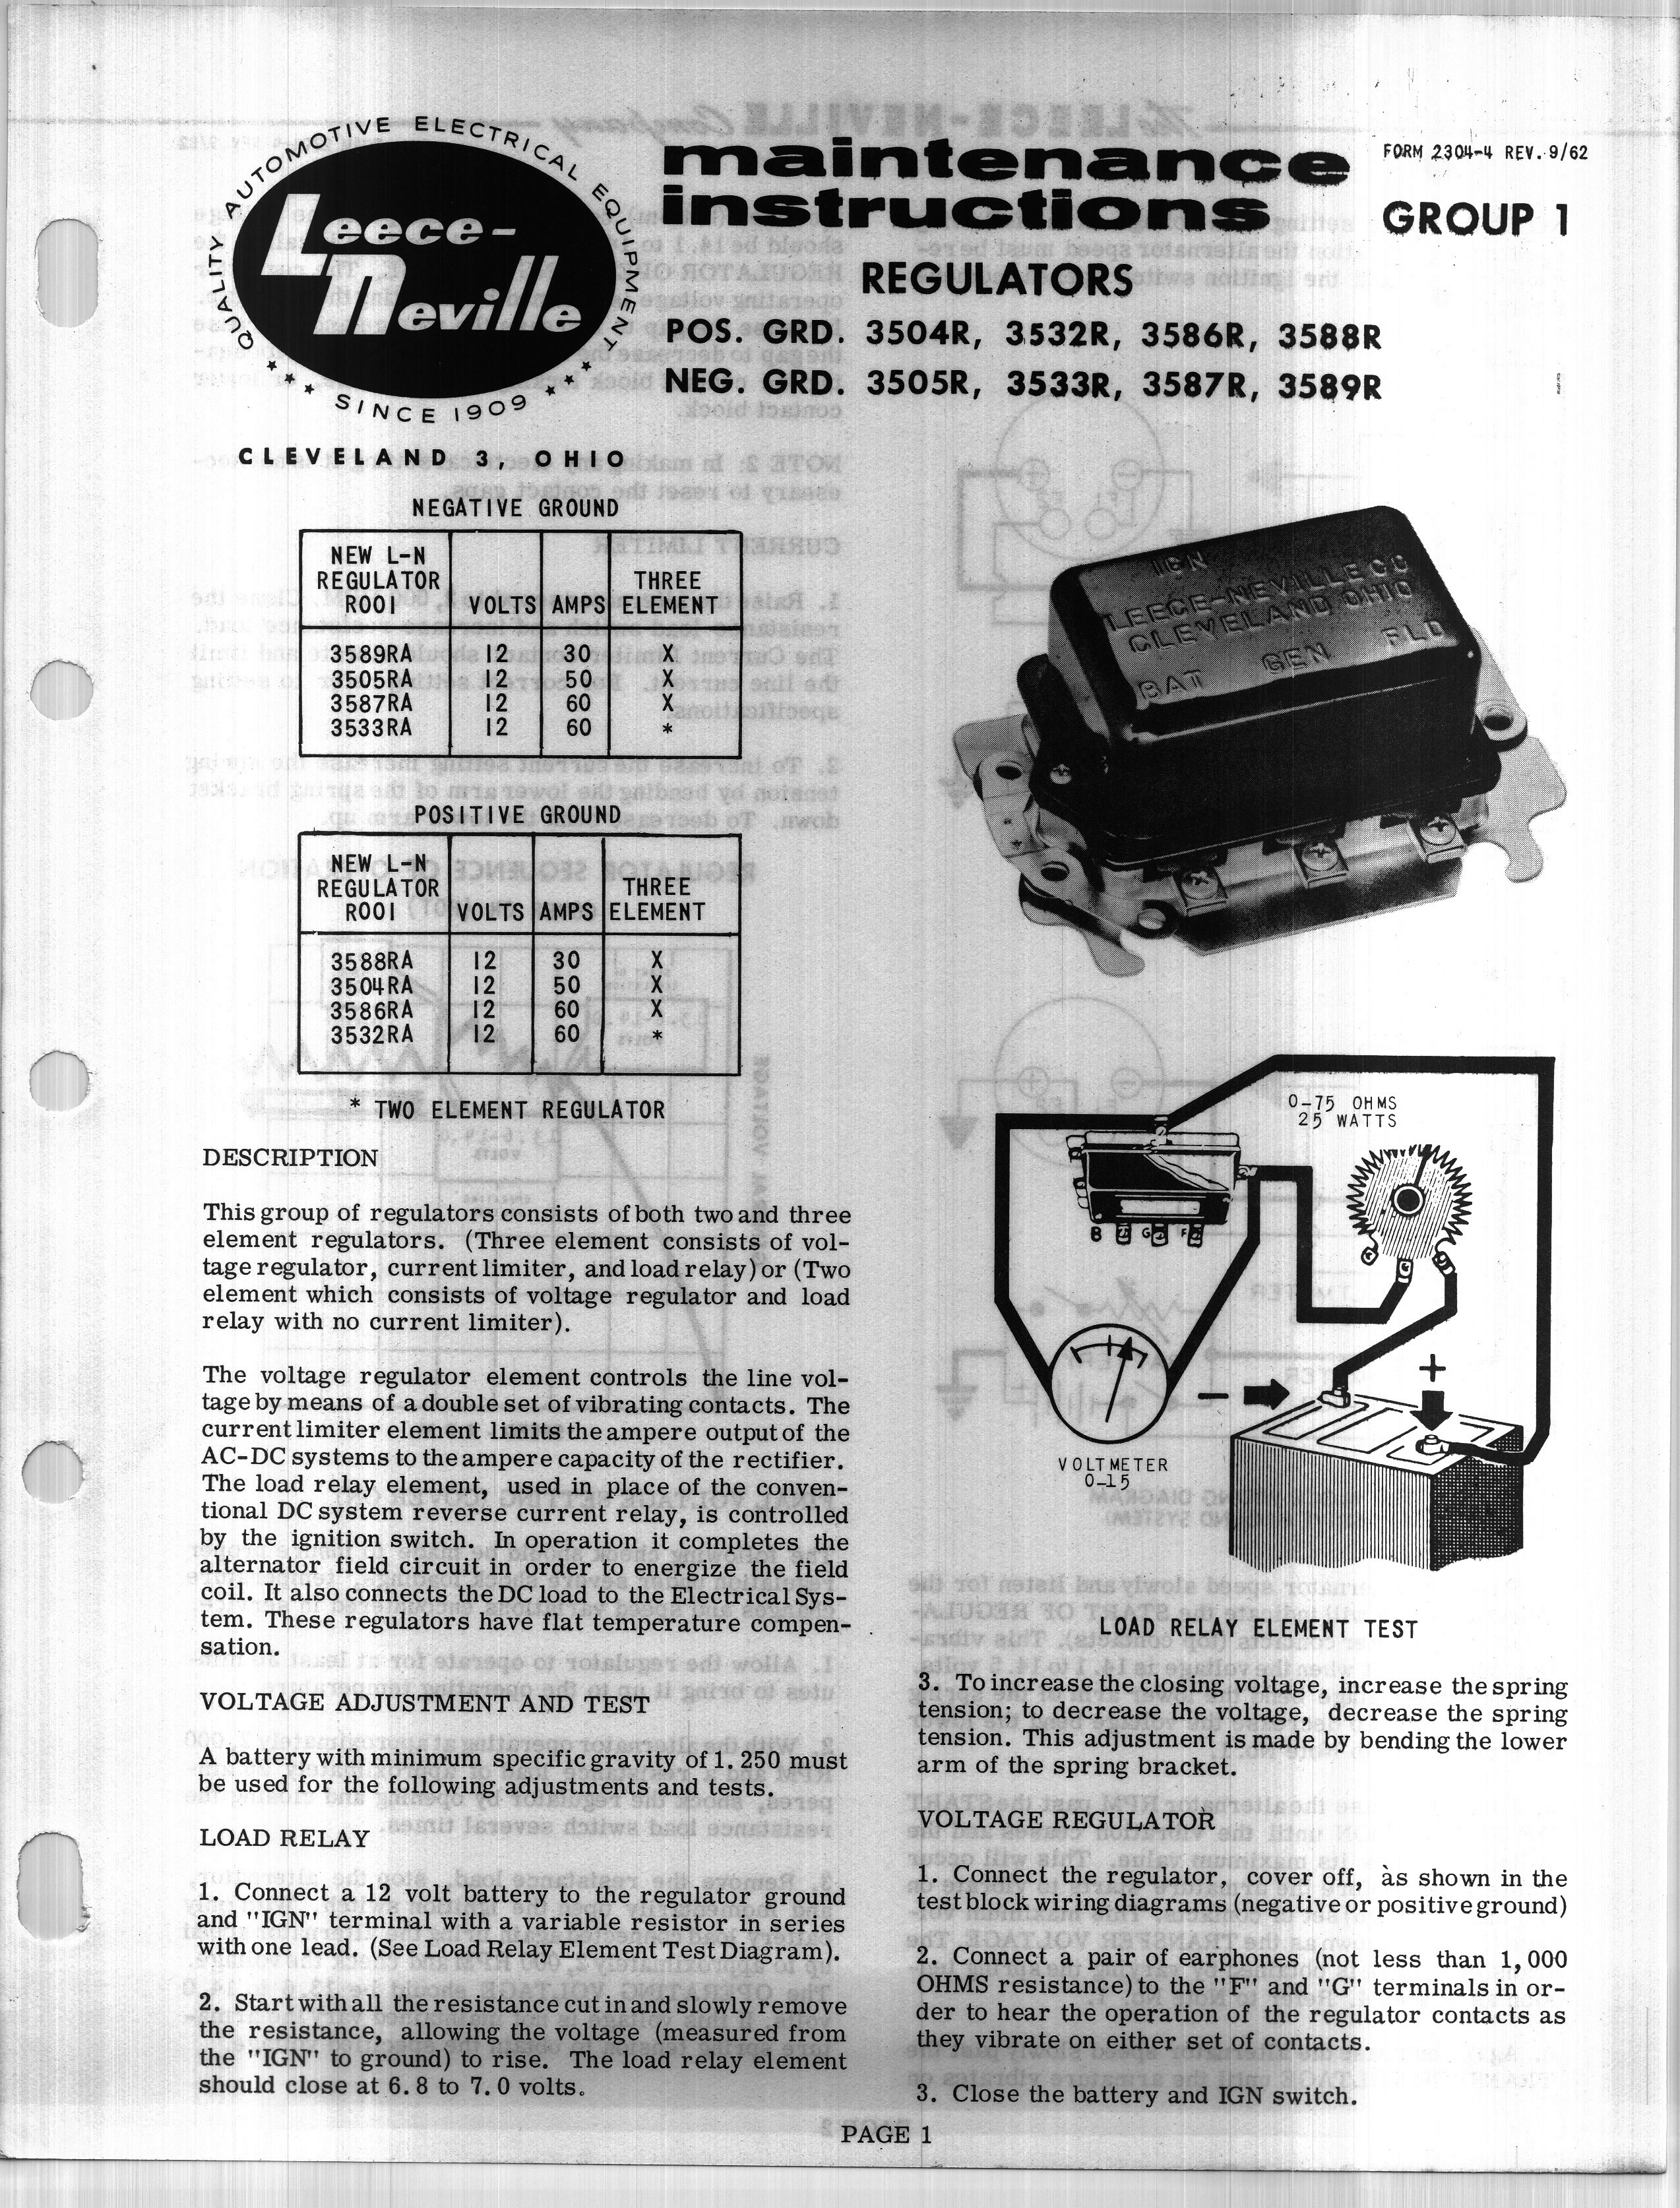 QUALITY AUTOMOTIVE ELECTRICAL EQUIPMENT
Leece-
Neville
SINCE 1909
CLEVELAND 3, OHIO
maintenance
instructions
FORM 2304-4 REV. 9/62
GROUP 1
REGULATORS
POS. GRD. 3504R, 3532R, 3586R, 3588R
NEG. GRD. 3505R, 3533R, 3587R, 3589R
NEGATIVE GROUND
NEW L-N
REGULATOR THREE
R00I VOLTS AMPS ELEMENT
3589RA 12 30 X
3505RA 12 50 X
3587RA 12 60 X
3533RA 12 60 *
POSITIVE GROUND
NEW L-N
REGULATOR THREE
R00I VOLTS AMPS ELEMENT
3588RA 12 30 X
3504RA 12 50 X
3586RA 12 60 X
3532RA 12 60 *
* TWO ELEMENT REGULATOR
DESCRIPTION
This group of regulators consists of both two and three
element regulators. (Three element consists of vol-
tage regulator, current limiter, and load relay) or (Two
element which consists of voltage regulator and load
relay with no current limiter).
The voltage regulator element controls the line vol-
tage by means of a double set of vibrating contacts. The
current limiter element limits the ampere output of the
AC-DC systems to the ampere capacity of the rectifier.
The load relay element, used in place of the conven-
tional DC system reverse current relay, is controlled
by the ignition switch. In operation it completes the
alternator field circuit in order to energize the field
coil. It also connects the DC load to the Electrical Sys-
tem. These regulators have flat temperature compen-
sation.
VOLTAGE ADJUSTMENT AND TEST
A battery with minimum specific gravity of 1.250 must
be used for the following adjustments and tests.
LOAD RELAY
1. Connect a 12 volt battery to the regulator ground
and "IGN" terminal with a variable resistor in series
with one lead. (See Load Relay Element Test Diagram).
2. Start with all the resistance cut in and slowly remove
the resistance, allowing the voltage (measured from
the "IGN" to ground) to rise. The load relay element
should close at 6.8 to 7.0 volts.
IGN
LEECE-NEVILLE CO
CLEVELAND OHIO
BAT GEN FLD
0-75 OHMS
25 WATTS
B G F
- +
VOLTMETER
0-15
LOAD RELAY ELEMENT TEST
3. To increase the closing voltage, increase the spring
tension; to decrease the voltage, decrease the spring
tension. This adjustment is made by bending the lower
arm of the spring bracket.
VOLTAGE REGULATOR
1. Connect the regulator, cover off, as shown in the
test block wiring diagrams (negative or positive ground)
2. Connect a pair of earphones (not less than 1,000
OHMS resistance) to the "F" and "G" terminals in or-
der to hear the operation of the regulator contacts as
they vibrate on either set of contacts.
3. Close the battery and IGN switch.
PAGE 1